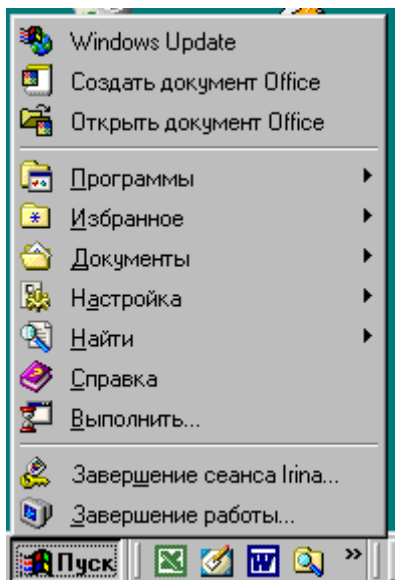 Windows Update
Создать документ Office
Открыть документ Office
Программы
Избранное
Документы
Настройка
Найти
Справка
Выполнить...
Завершение сеанса Irina...
Завершение работы...
Пуск